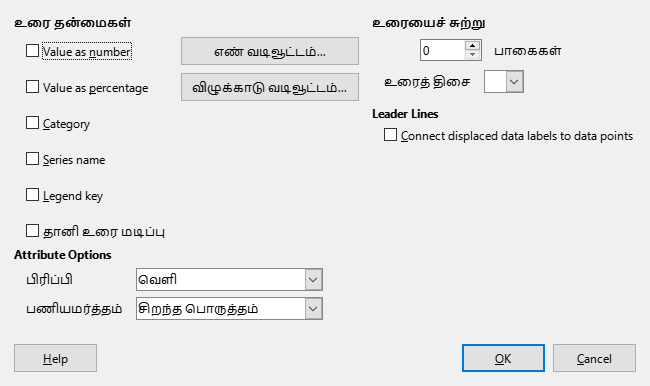 உரை தன்மைகள்
Value as number
எண் வடிவூட்டம்...
Value as percentage
விழுக்காடு வடிவூட்டம்...
Category
Series name
Legend key
தானி உரை மடிப்பு
Attribute Options
பிரிப்பி
வெளி
பணியமர்த்தம்
சிறந்த பொருத்தம்
உரையைச் சுற்று
0
பாகைகள்
உரைத் திசை
Leader Lines
Connect displaced data labels to data points
Help
OK
Cancel